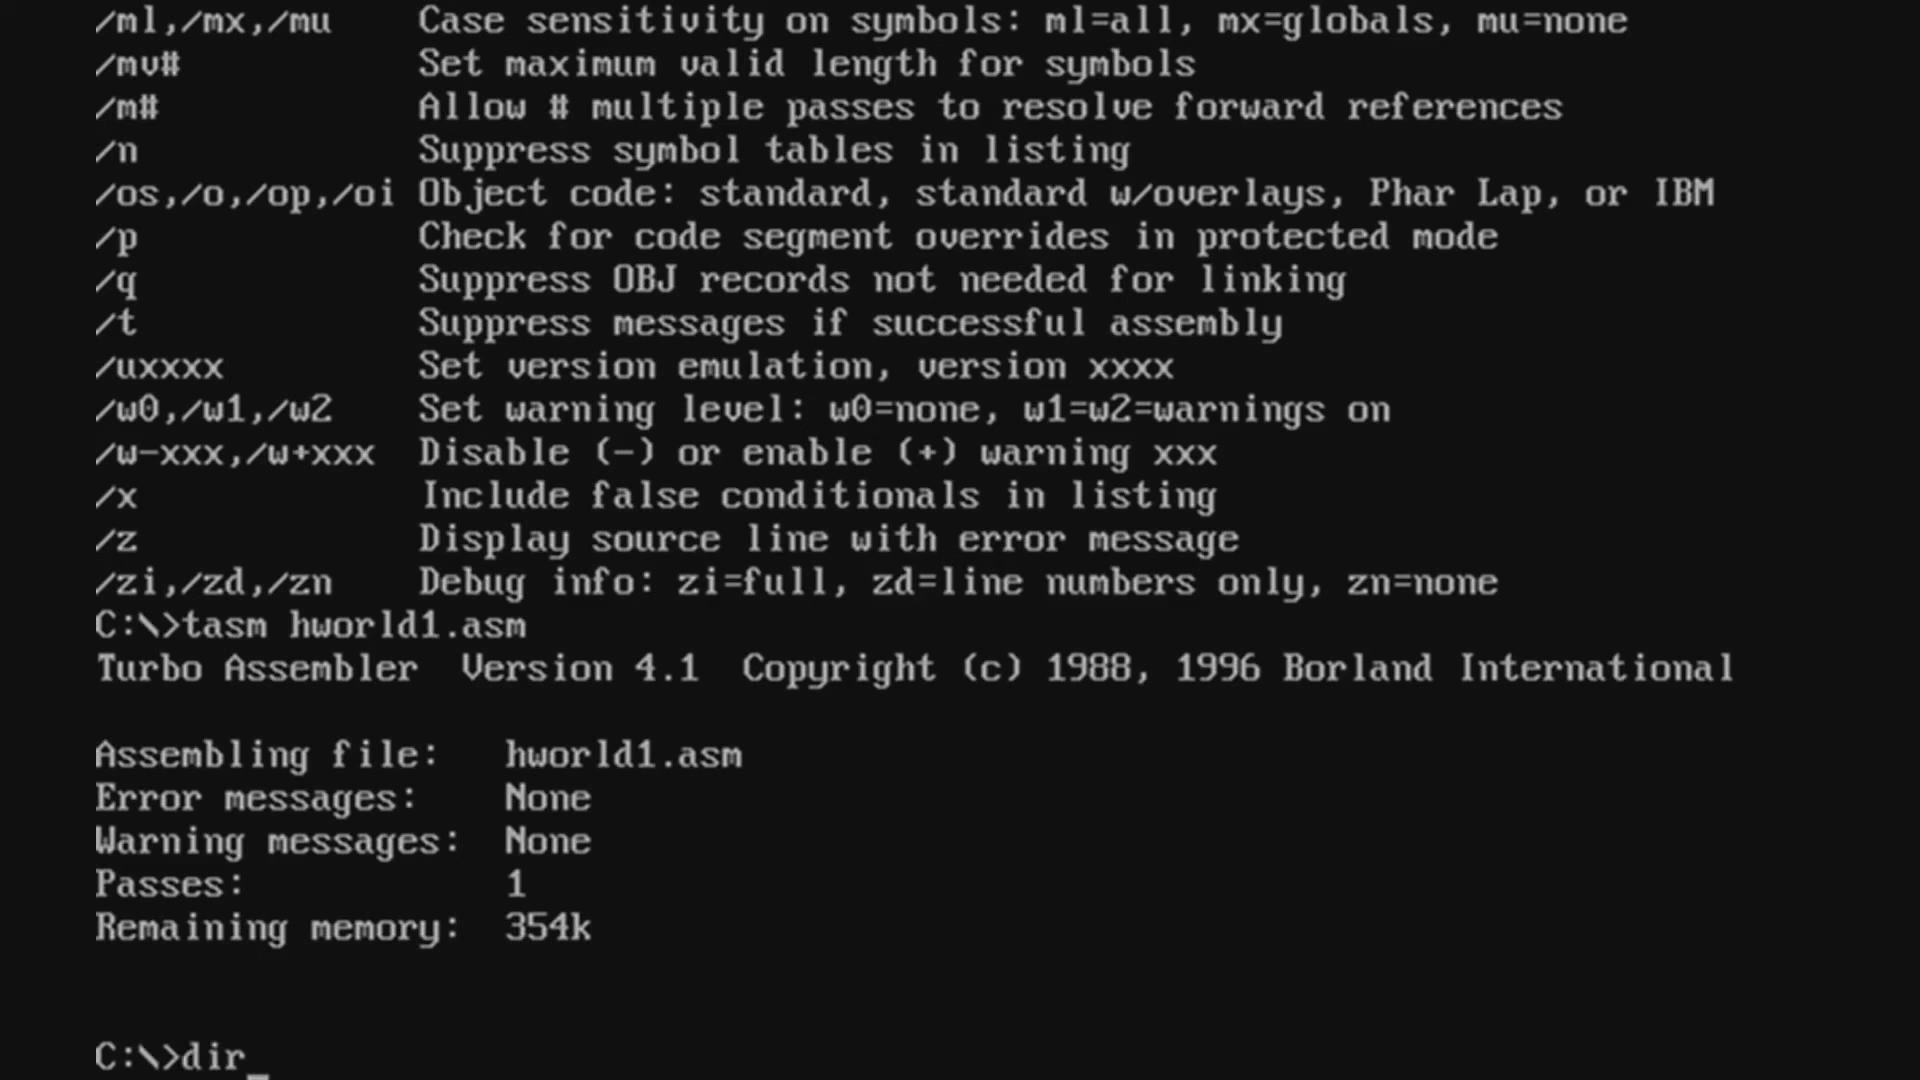 /ml,/mx,/mu    Case sensitivity on symbols: ml=all, mx=globals, mu=none
/mv#           Set maximum valid length for symbols
/m#            Allow # multiple passes to resolve forward references
/n             Suppress symbol tables in listing
/os,/o,/op,/oi Object code: standard, standard w/overlays, Phar Lap, or IBM
/p             Check for code segment overrides in protected mode
/q             Suppress OBJ records not needed for linking
/t             Suppress messages if successful assembly
/uxxxx         Set version emulation, version xxxx
/w0,/w1,/w2    Set warning level: w0=none, w1=w2=warnings on
/w-xxx,/w+xxx  Disable (-) or enable (+) warning xxx
/x             Include false conditionals in listing
/z             Display source line with error message
/zi,/zd,/zn    Debug info: zi=full, zd=line numbers only, zn=none
C:\>tasm hworld1.asm
Turbo Assembler  Version 4.1  Copyright (c) 1988, 1996 Borland International
Assembling file:   hworld1.asm
Error messages:    None
Warning messages:  None
Passes:            1
Remaining memory:  354k
C:\>dir_